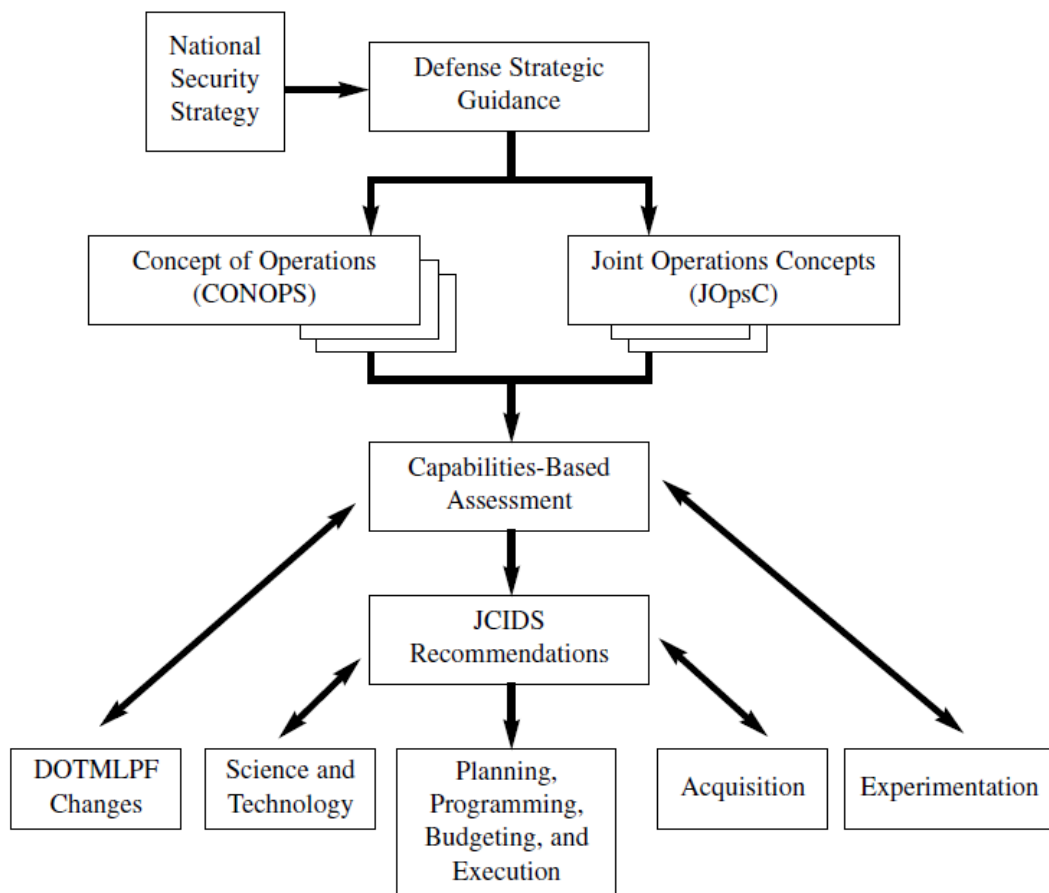 National
Security
Strategy
Defense Strategic
Guidance
Concept of Operations
(CONOPS)
Joint Operations Concepts
(JOpsC)
Capabilities-Based
Assessment
JCIDS
Recommendations
DOTMLPF
Changes
Science and
Technology
Planning,
Programming,
Budgeting, and
Execution
Acquisition
Experimentation